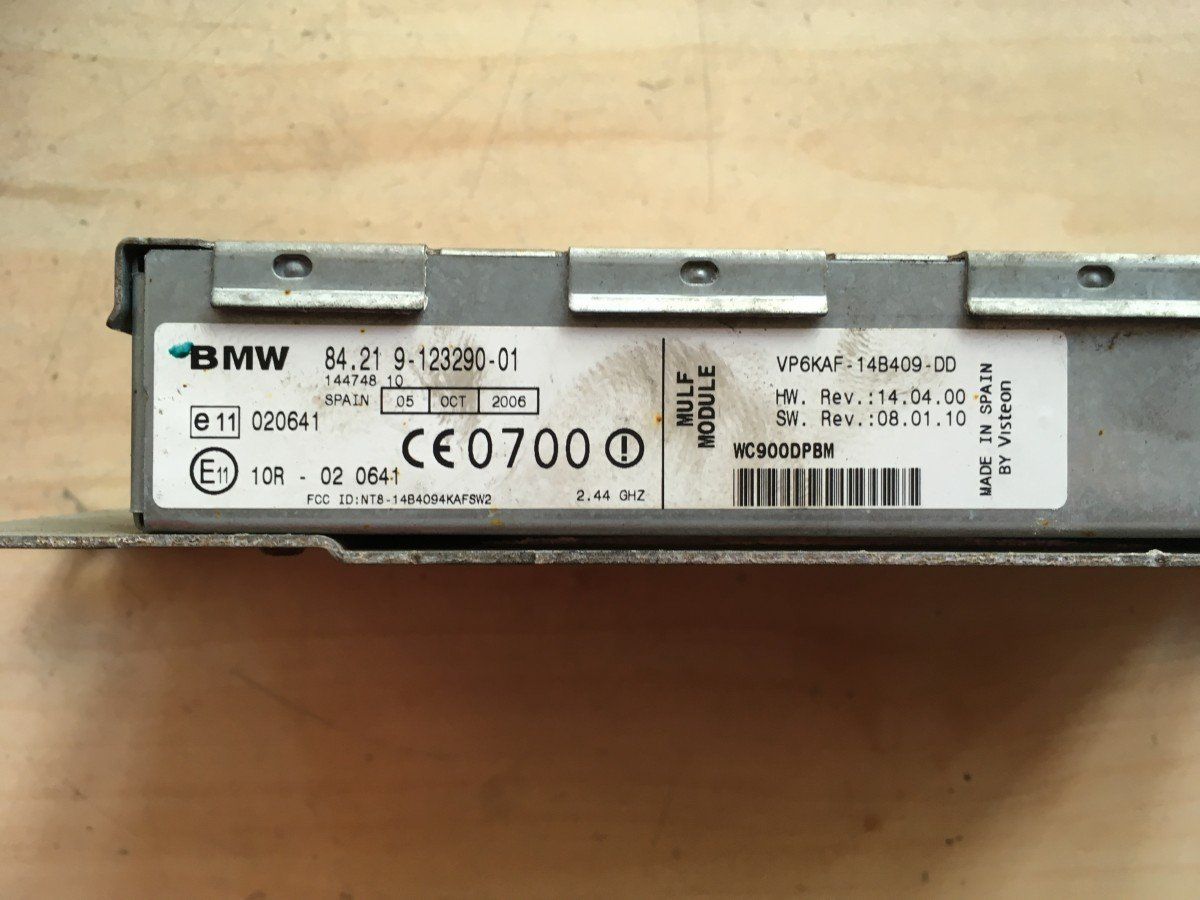 BMW 84.21 9-123290-01
144748 10
SPAIN 05 OCT 2006
e11 020641
CE0700
E11 10R - 02 0641
FCC ID:NT8-14B4094KAFSW2 2.44 GHZ
MULF
MODULE
VP6KAF-14B409-DD
HW. Rev.:14.04.00
SW. Rev.:08.01.10
WC900DPBM
MADE IN SPAIN
BY Visteon